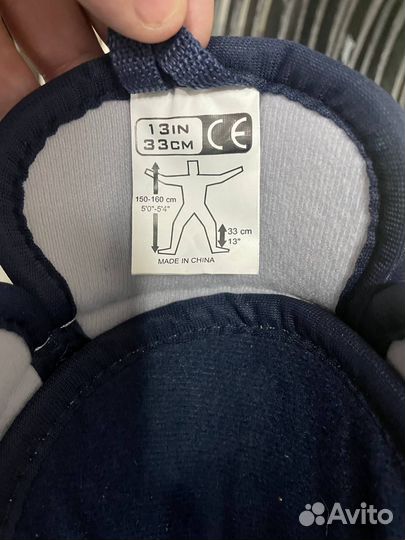 13IN
33CM
CE
150-160 cm
5'0"-5'4"
33 cm
13"
MADE IN CHINA
Avito